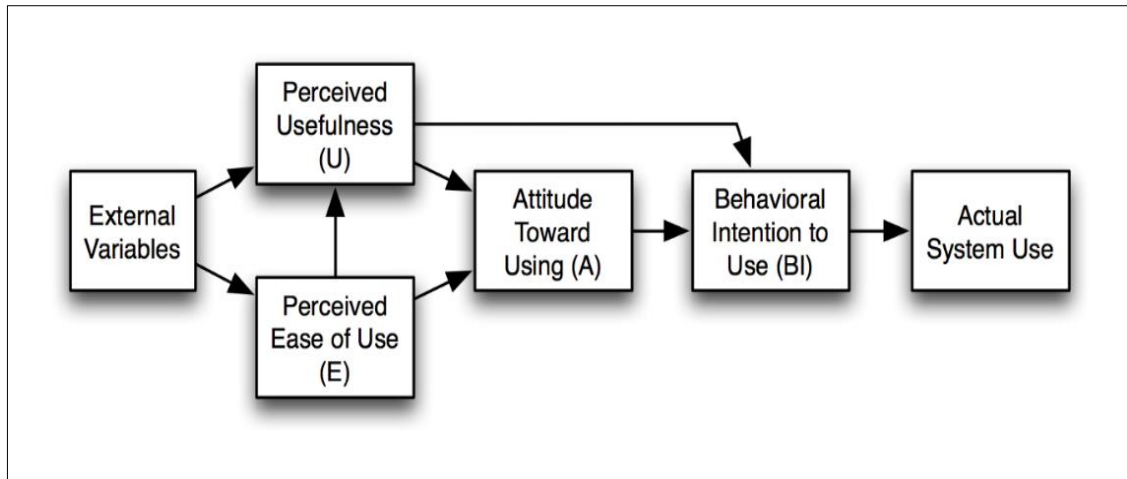 External
Variables
Perceived
Usefulness
(U)
Perceived
Ease of Use
(E)
Attitude
Toward
Using (A)
Behavioral
Intention to
Use (BI)
Actual
System Use